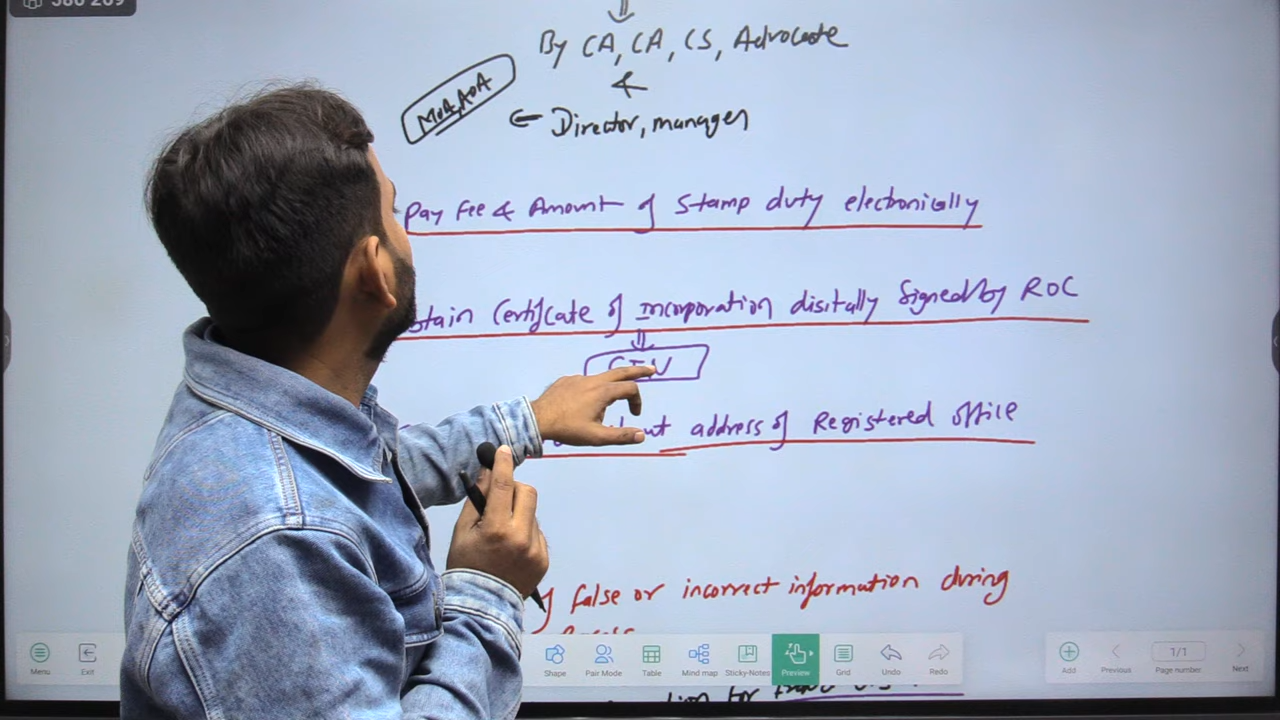 By CA, CA, CS, Advocate
&
MoA, AoA
← Director, manager
Pay Fee & Amount of Stamp duty electronically
Certificate of Incorporation digitally Signed by ROC
CIN
address of Registered office
false or incorrect information during
for
Menu
Exit
Shape
Pair Mode
Table
Mind map
Sticky-Notes
Preview
Grid
Undo
Redo
Add
Previous
1/1
Page number
Next